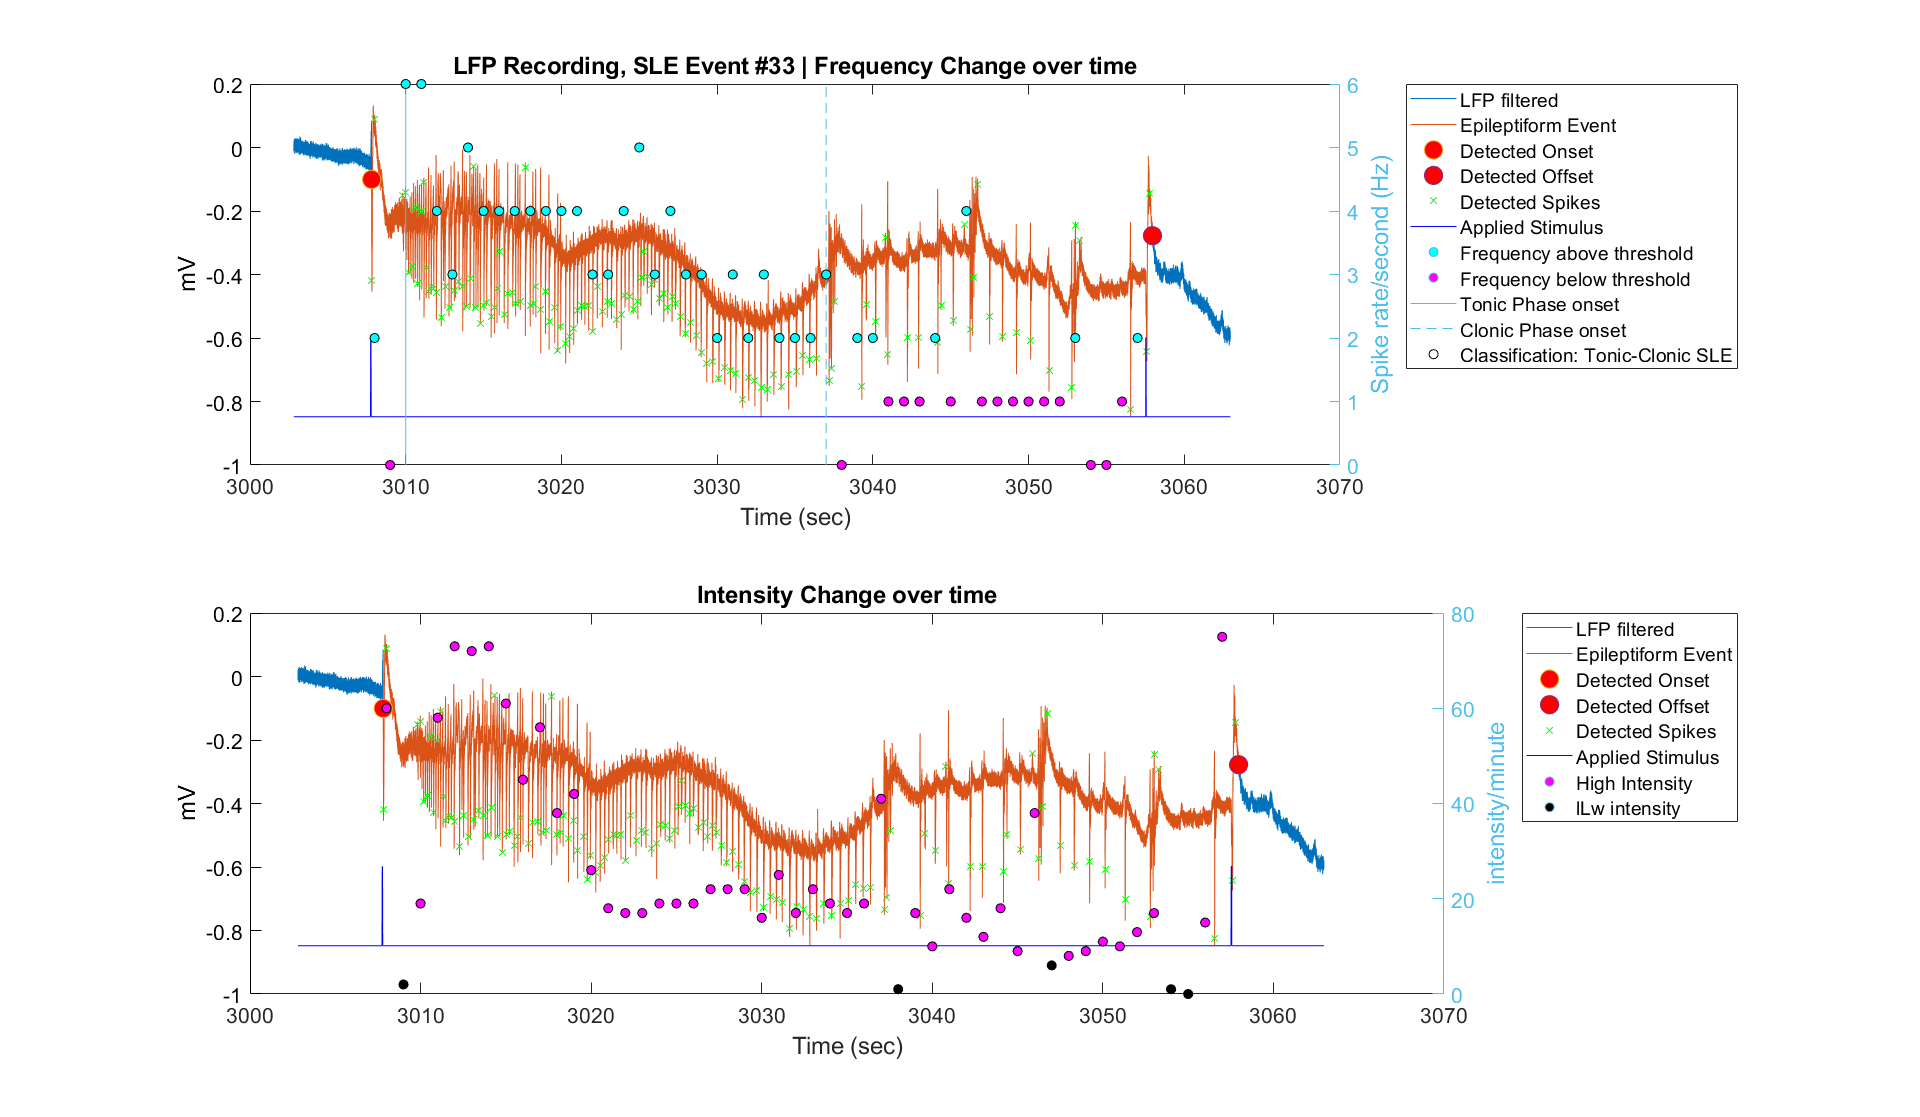 LFP Recording, SLE Event #33 | Frequency Change over time
0.2
0
-0.2
-0.4
-0.6
-0.8
-1
mV
6
5
4
3
2
1
0
Spike rate/second (Hz)
3000 3010 3020 3030 3040 3050 3060 3070
Time (sec)
LFP filtered
Epileptiform Event
Detected Onset
Detected Offset
Detected Spikes
Applied Stimulus
Frequency above threshold
Frequency below threshold
Tonic Phase onset
Clonic Phase onset
Classification: Tonic-Clonic SLE
Intensity Change over time
0.2
0
-0.2
-0.4
-0.6
-0.8
-1
mV
80
60
40
20
0
intensity/minute
3000 3010 3020 3030 3040 3050 3060 3070
Time (sec)
LFP filtered
Epileptiform Event
Detected Onset
Detected Offset
Detected Spikes
Applied Stimulus
High Intensity
lLw intensity